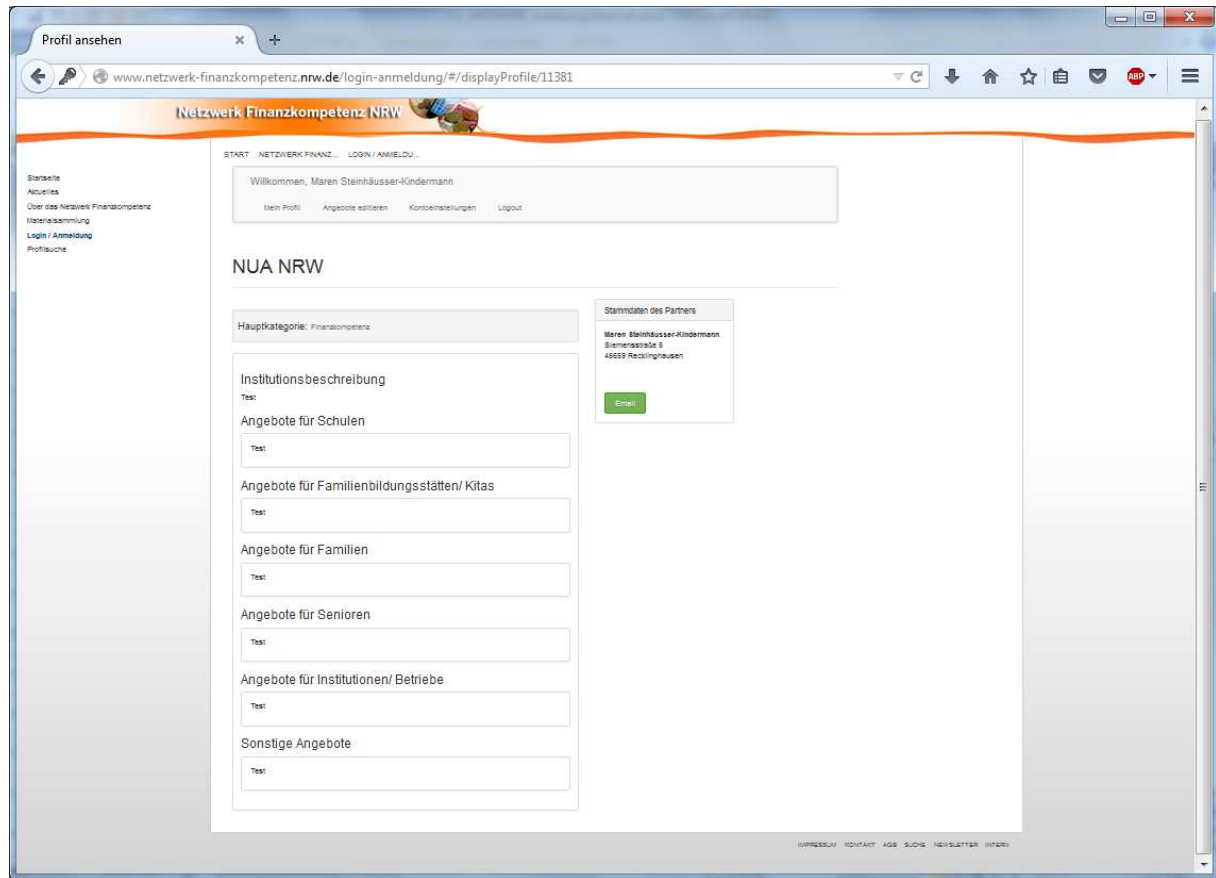 Profil ansehen
www.netzwerk-finanzkompetenz.nrw.de/login-anmeldung/#/displayProfile/11381
ABP
Netzwerk Finanzkompetenz NRW
START NETZWERK FINANZ... LOGIN / ANMELDU...
Startseite
Aktuelles
Über das Netzwerk Finanzkompetenz
Materialsammlung
Login / Anmeldung
Profilsuche
Willkommen, Maren Steinhäusser-Kindermann
Mein Profil Angebote editieren Kontoeinstellungen Logout
NUA NRW
Hauptkategorie: Finanzkompetenz
Institutionsbeschreibung
Test
Angebote für Schulen
Test
Angebote für Familienbildungsstätten/ Kitas
Test
Angebote für Familien
Test
Angebote für Senioren
Test
Angebote für Institutionen/ Betriebe
Test
Sonstige Angebote
Test
Stammdaten des Partners
Maren Steinhäusser-Kindermann
Siemensstraße 5
45659 Recklinghausen
Email
IMPRESSUM KONTAKT AGB SUCHE NEWSLETTER INTERN